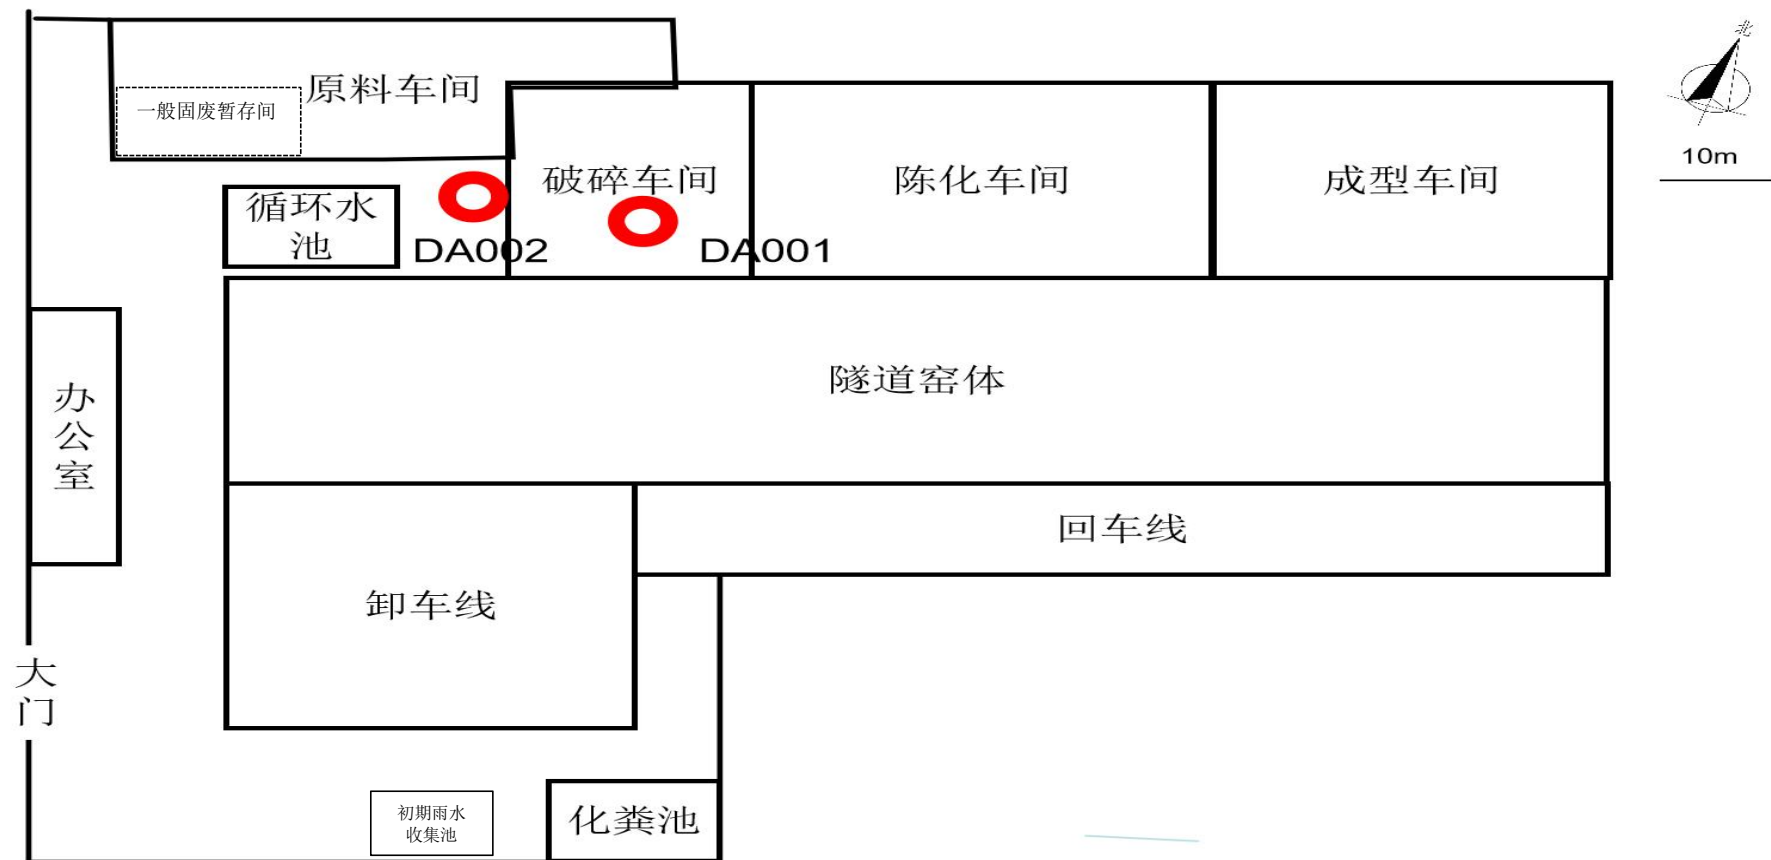 北
10m
原料车间
一般固废暂存间
破碎车间
陈化车间
成型车间
循环水
池
DA002
DA001
隧道窑体
办
公
室
回车线
卸车线
大
门
初期雨水
收集池
化粪池